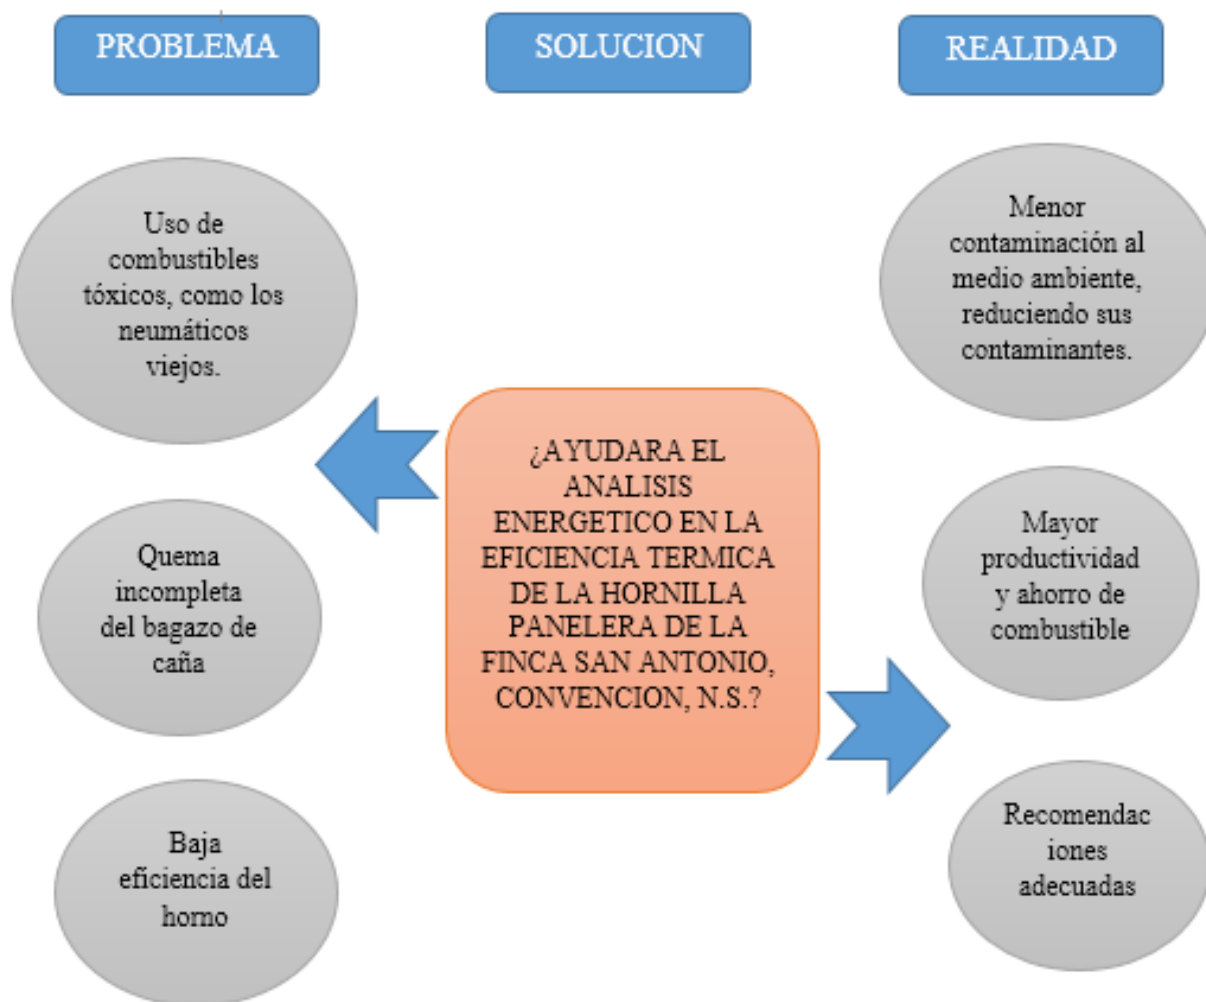 PROBLEMA
SOLUCION
REALIDAD
Uso de
combustibles
tóxicos, como los
neumáticos
viejos.
Quema
incompleta
del bagazo de
caña
Baja
eficiencia del
horno
¿AYUDARA EL
ANALISIS
ENERGETICO EN LA
EFICIENCIA TERMICA
DE LA HORNILLA
PANELERA DE LA
FINCA SAN ANTONIO,
CONVENCION, N.S.?
Menor
contaminación al
medio ambiente,
reduciendo sus
contaminantes.
Mayor
productividad
y ahorro de
combustible
Recomendac
iones
adecuadas